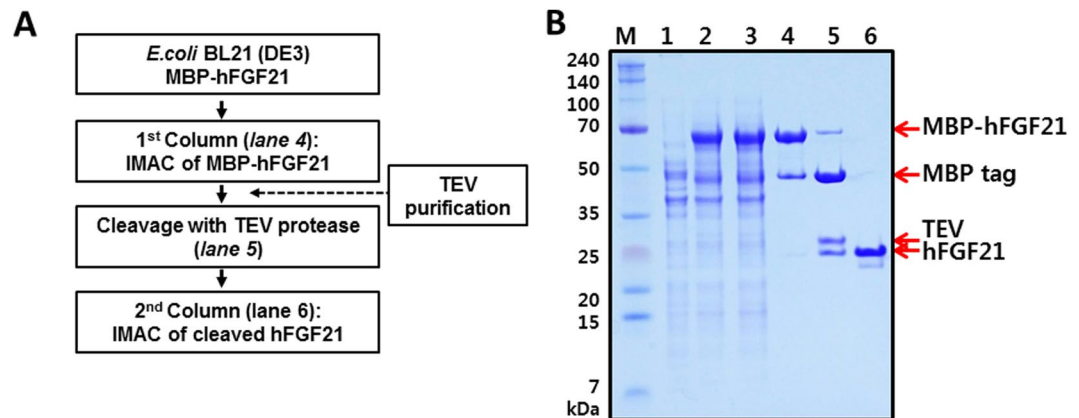 A
E.coli BL21 (DE3)
MBP-hFGF21
1st Column (lane 4):
IMAC of MBP-hFGF21
TEV
purification
Cleavage with TEV protease
(lane 5)
2nd Column (lane 6):
IMAC of cleaved hFGF21
B
M 1 2 3 4 5 6
240
140
100
70
50
35
25
20
15
7
kDa
MBP-hFGF21
MBP tag
TEV
hFGF21